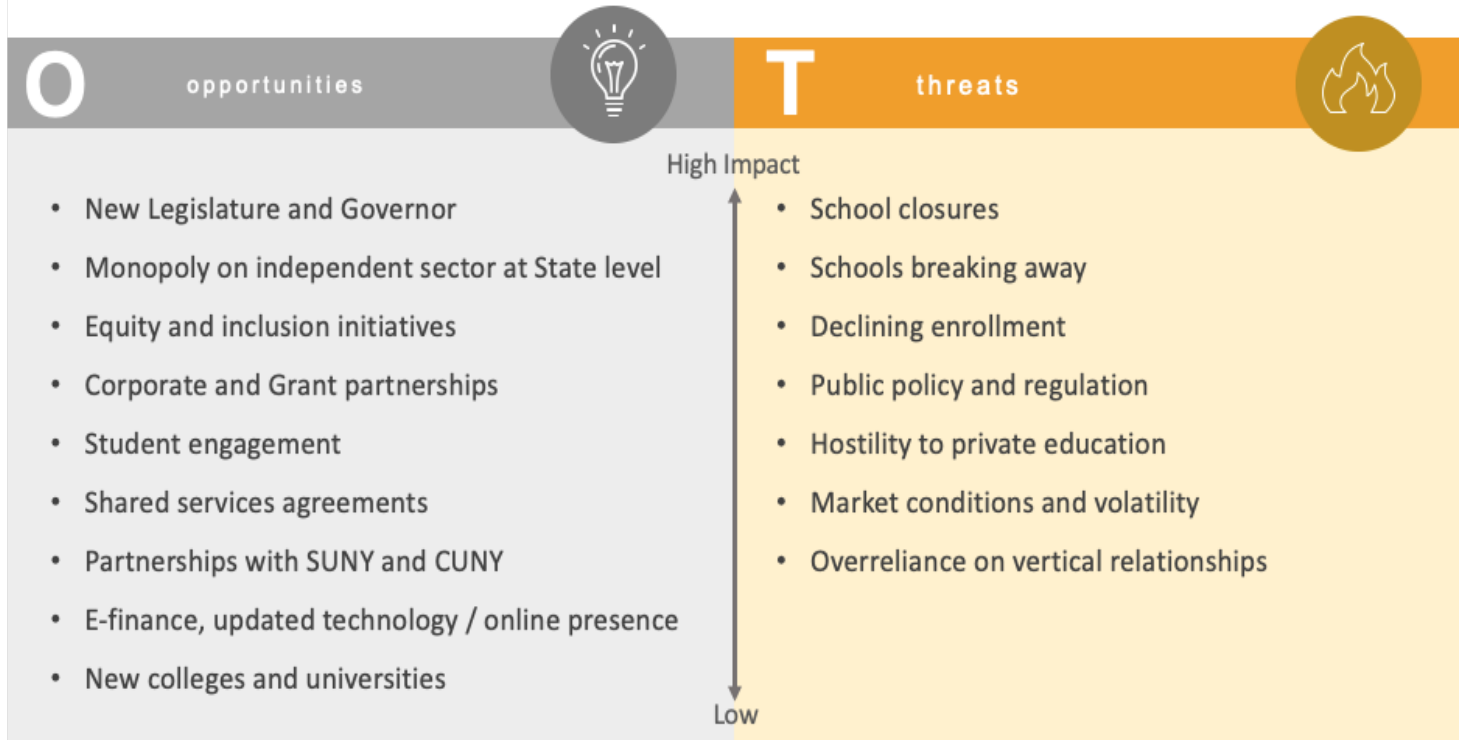 O
opportunities
T
threats
High Impact
• New Legislature and Governor
• Monopoly on independent sector at State level
• Equity and inclusion initiatives
• Corporate and Grant partnerships
• Student engagement
• Shared services agreements
• Partnerships with SUNY and CUNY
• E-finance, updated technology / online presence
• New colleges and universities
• School closures
• Schools breaking away
• Declining enrollment
• Public policy and regulation
• Hostility to private education
• Market conditions and volatility
• Overreliance on vertical relationships
Low